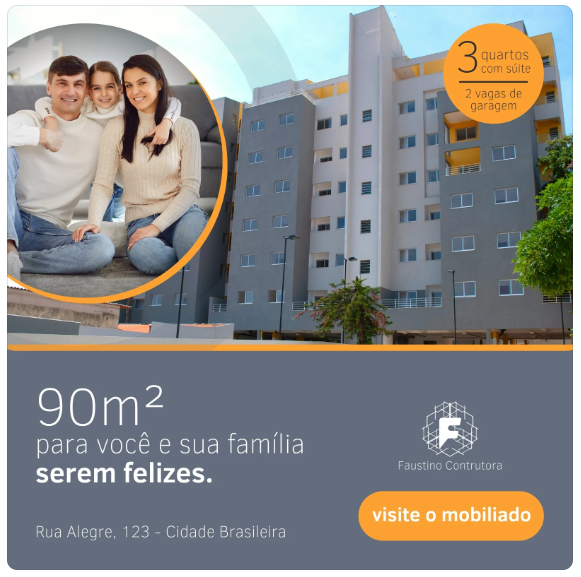 3 quartos
com súite
2 vagas de
garagem
90m²
para você e sua família
serem felizes.
Rua Alegre, 123 - Cidade Brasileira
Faustino Contrutora
visite o mobiliado